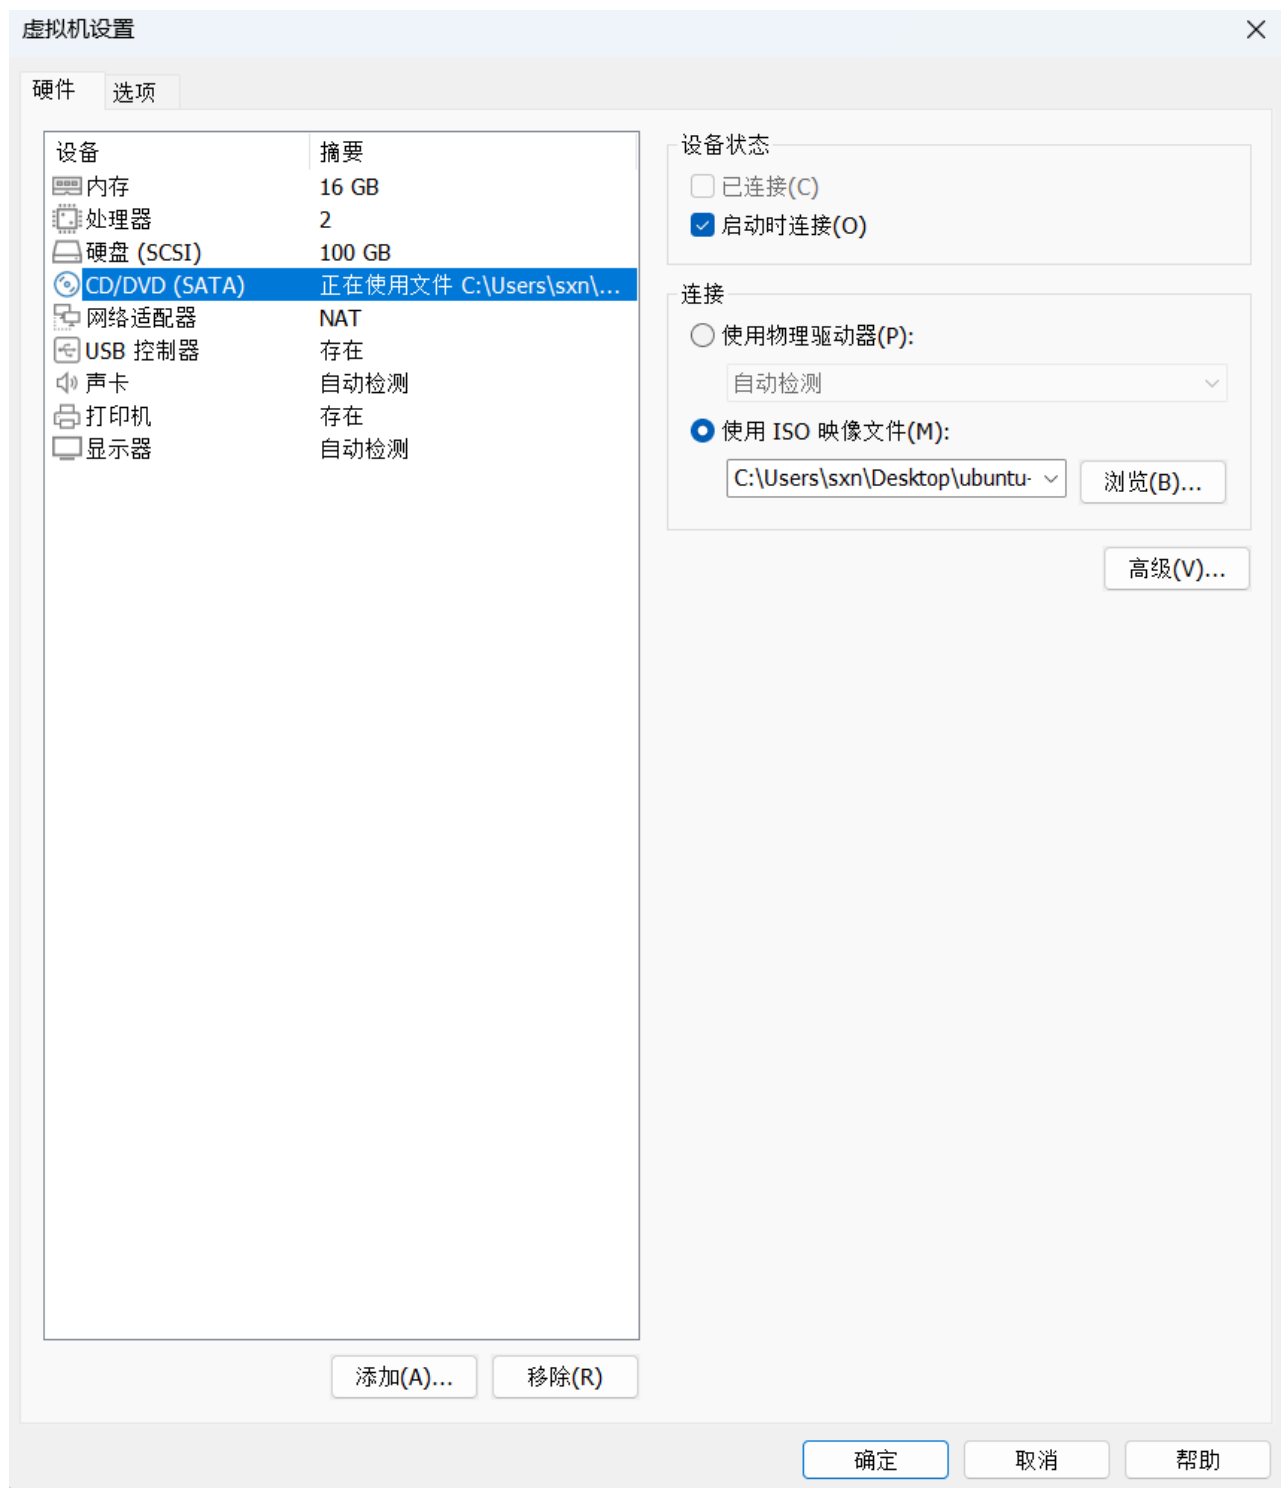 虚拟机设置
硬件
选项
设备 摘要
内存 16 GB
处理器 2
硬盘 (SCSI) 100 GB
CD/DVD (SATA) 正在使用文件 C:\Users\sxn\...
网络适配器 NAT
USB 控制器 存在
声卡 自动检测
打印机 存在
显示器 自动检测
添加(A)...
移除(R)
设备状态
已连接(C)
启动时连接(O)
连接
使用物理驱动器(P):
自动检测
使用 ISO 映像文件(M):
C:\Users\sxn\Desktop\ubuntu-
浏览(B)...
高级(V)...
确定
取消
帮助